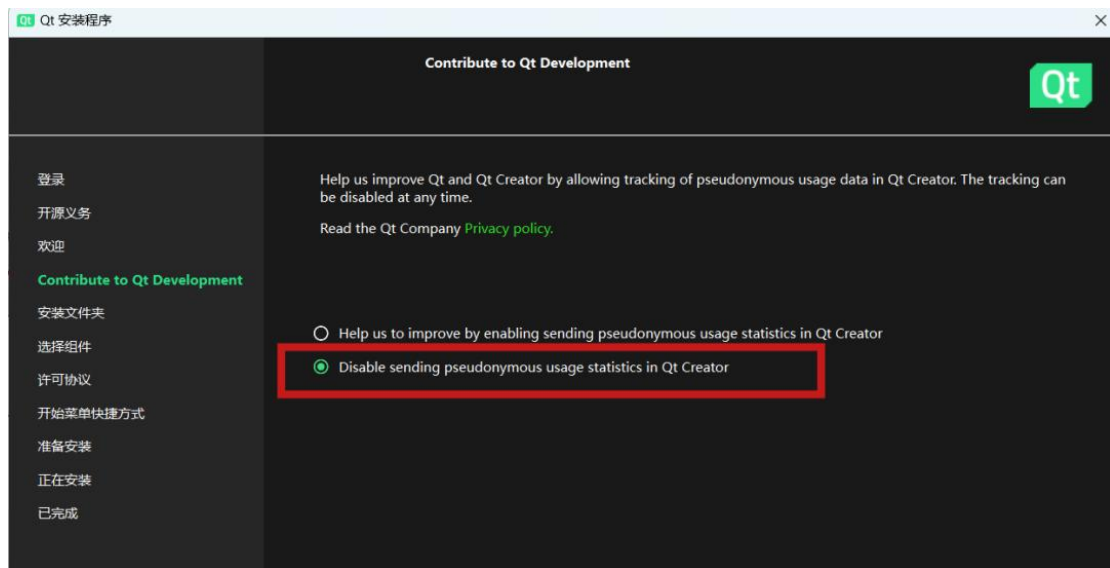 Qt 安装程序
Contribute to Qt Development
Qt
登录
开源义务
欢迎
Contribute to Qt Development
安装文件夹
选择组件
许可协议
开始菜单快捷方式
准备安装
正在安装
已完成
Help us improve Qt and Qt Creator by allowing tracking of pseudonymous usage data in Qt Creator. The tracking can
be disabled at any time.
Read the Qt Company Privacy policy.
Help us to improve by enabling sending pseudonymous usage statistics in Qt Creator
Disable sending pseudonymous usage statistics in Qt Creator